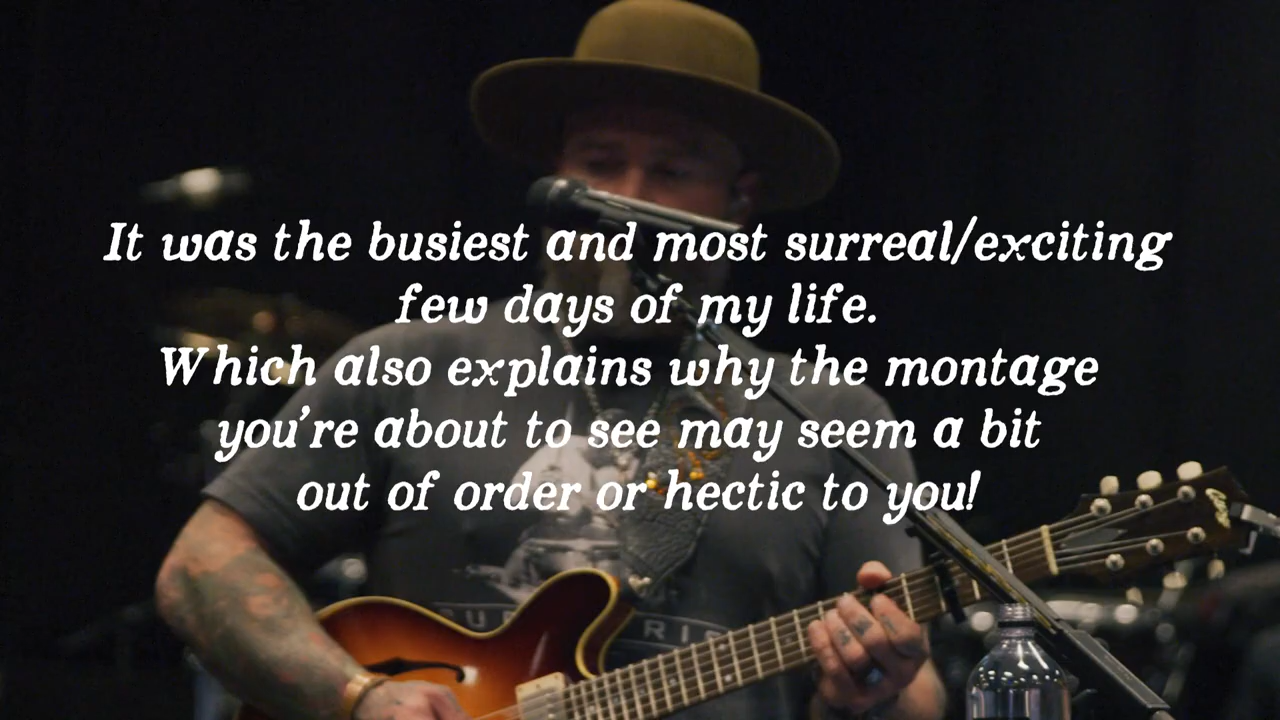 It was the busiest and most surreal/exciting
few days of my life.
Which also explains why the montage
you're about to see may seem a bit
out of order or hectic to you!